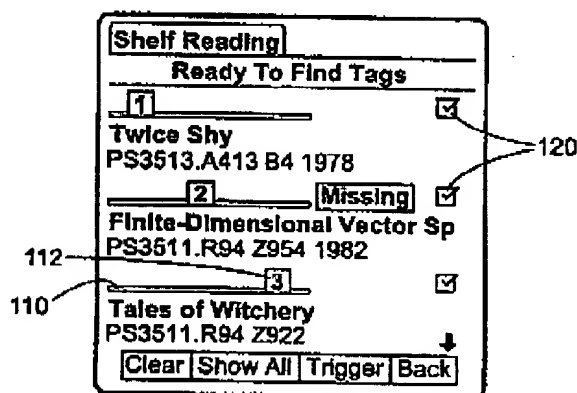 Shelf Reading
Ready To Find Tags
1
Twice Shy
PS3513.A413 B4 1978
120
2 Missing
Finite-Dimensional Vector Sp
PS3511.R94 Z954 1982
112
3
110
Tales of Witchery
PS3511.R94 Z922
Clear Show All Trigger Back